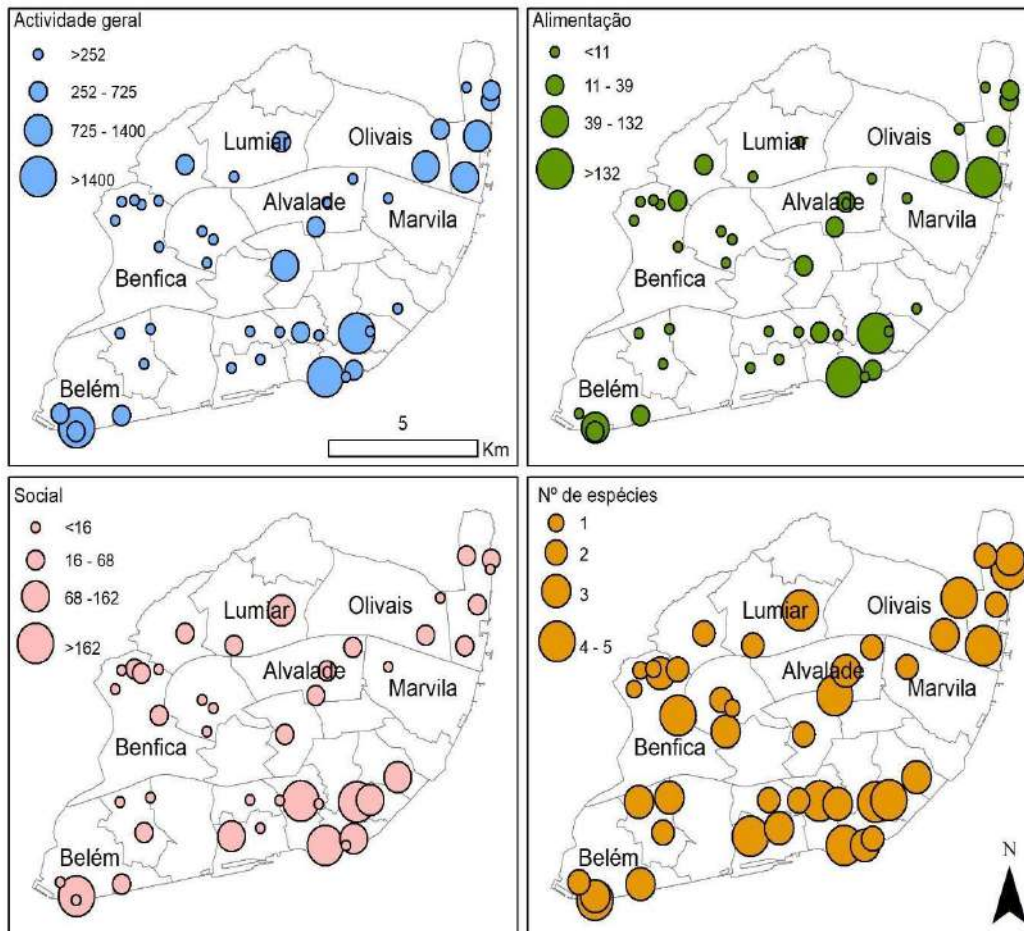 Actividade geral
>252
252 - 725
725 - 1400
>1400
Lumiar
Olivais
Alvalade
Marvila
Benfica
Belém
5
Km
Alimentação
<11
11 - 39
39 - 132
>132
Lumiar
Olivais
Alvalade
Marvila
Benfica
Belém
Social
<16
16 - 68
68 -162
>162
Lumiar
Olivais
Alvalade
Marvila
Benfica
Belém
Nº de espécies
1
2
3
4 - 5
Lumiar
Olivais
Alvalade
Marvila
Benfica
Belém
N